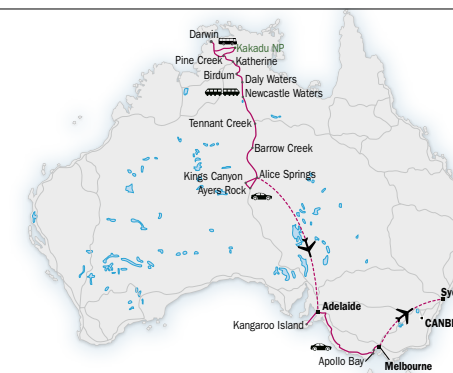 Darwin
Kakadu NP
Pine Creek
Katherine
Birdum
Daly Waters
Newcastle Waters
Tennant Creek
Barrow Creek
Kings Canyon
Alice Springs
Ayers Rock
Adelaide
Kangaroo Island
Apollo Bay
Melbourne